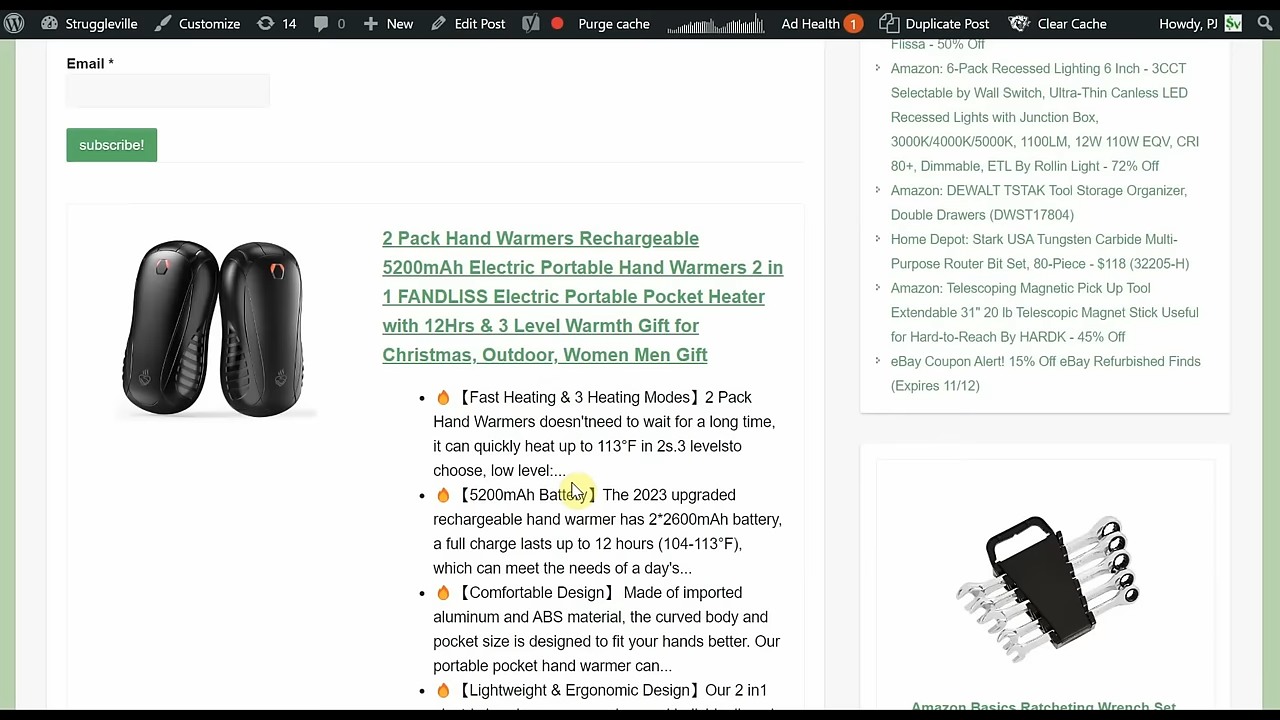 Struggleville Customize 14 0 New Edit Post Purge cache Ad Health 1 Duplicate Post Clear Cache Howdy, PJ
Email *
subscribe!
2 Pack Hand Warmers Rechargeable
5200mAh Electric Portable Hand Warmers 2 in
1 FANDLISS Electric Portable Pocket Heater
with 12Hrs & 3 Level Warmth Gift for
Christmas, Outdoor, Women Men Gift
• 🔥【Fast Heating & 3 Heating Modes】2 Pack
Hand Warmers doesn'tneed to wait for a long time,
it can quickly heat up to 113°F in 2s.3 levelsto
choose, low level:...
• 🔥【5200mAh Battery】The 2023 upgraded
rechargeable hand warmer has 2*2600mAh battery,
a full charge lasts up to 12 hours (104-113°F),
which can meet the needs of a day's...
• 🔥【Comfortable Design】 Made of imported
aluminum and ABS material, the curved body and
pocket size is designed to fit your hands better. Our
portable pocket hand warmer can...
• 🔥【Lightweight & Ergonomic Design】Our 2 in1
Flissa - 50% Off
Amazon: 6-Pack Recessed Lighting 6 Inch - 3CCT
Selectable by Wall Switch, Ultra-Thin Canless LED
Recessed Lights with Junction Box,
3000K/4000K/5000K, 1100LM, 12W 110W EQV, CRI
80+, Dimmable, ETL By Rollin Light - 72% Off
Amazon: DEWALT TSTAK Tool Storage Organizer,
Double Drawers (DWST17804)
Home Depot: Stark USA Tungsten Carbide Multi-
Purpose Router Bit Set, 80-Piece - $118 (32205-H)
Amazon: Telescoping Magnetic Pick Up Tool
Extendable 31" 20 lb Telescopic Magnet Stick Useful
for Hard-to-Reach By HARDK - 45% Off
eBay Coupon Alert! 15% Off eBay Refurbished Finds
(Expires 11/12)
Amazon Basics Ratcheting Wrench Set